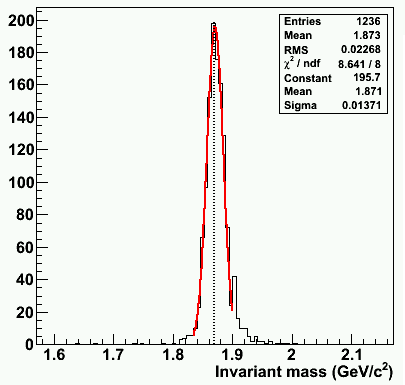 200
180
160
140
120
100
80
60
40
20
0
Entries 1236
Mean 1.873
RMS 0.02268
χ² / ndf 8.641 / 8
Constant 195.7
Mean 1.871
Sigma 0.01371
1.6 1.7 1.8 1.9 2 2.1
Invariant mass (GeV/c²)